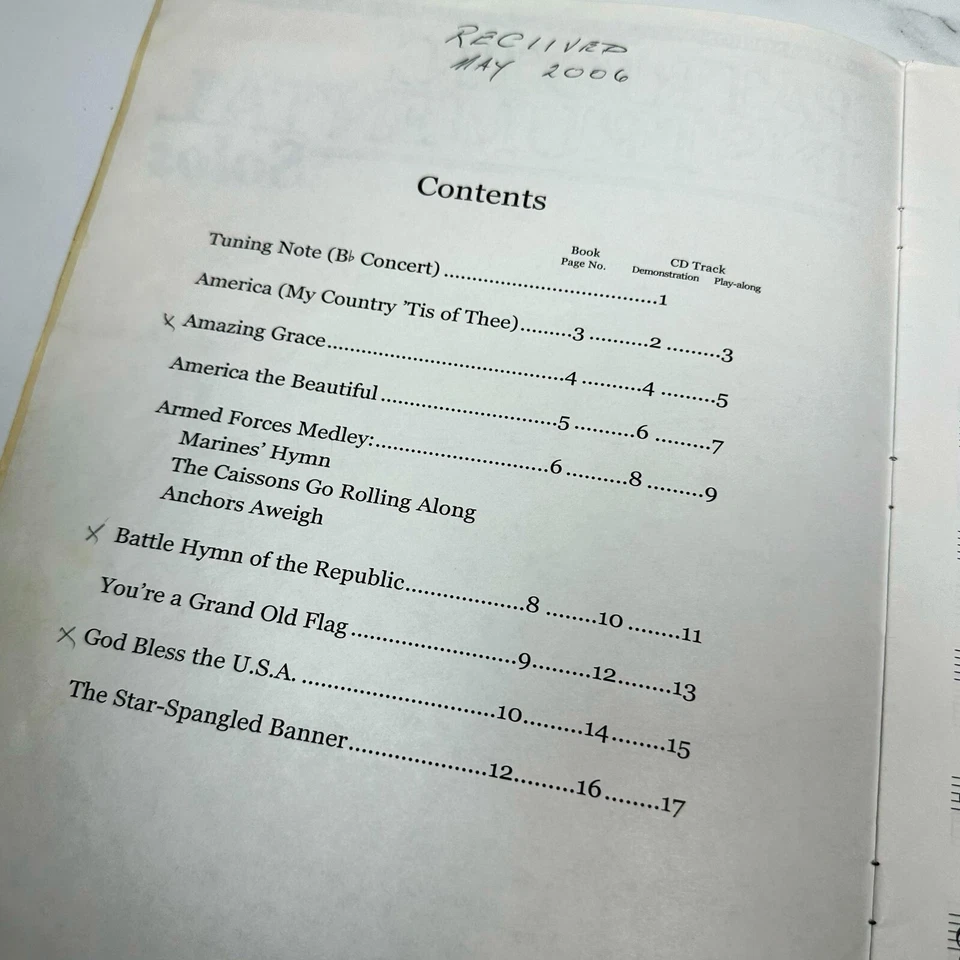 RECIIVED
MAY 2006
Contents
Book
Page No.
CD Track
Demonstration Play-along
Tuning Note (B♭ Concert)..........................................1
America (My Country 'Tis of Thee).........3 ..........2 .........3
x Amazing Grace..........................................4 ..........4 .........5
America the Beautiful ...............................5 ..........6 .........7
Armed Forces Medley:...............................6 ..........8 .........9
Marines' Hymn
The Caissons Go Rolling Along
Anchors Aweigh
x Battle Hymn of the Republic.....................8 .........10 .........11
You're a Grand Old Flag .............................9..........12.........13
x God Bless the U.S.A. ...................................10.........14.........15
The Star-Spangled Banner.........................12..........16.........17